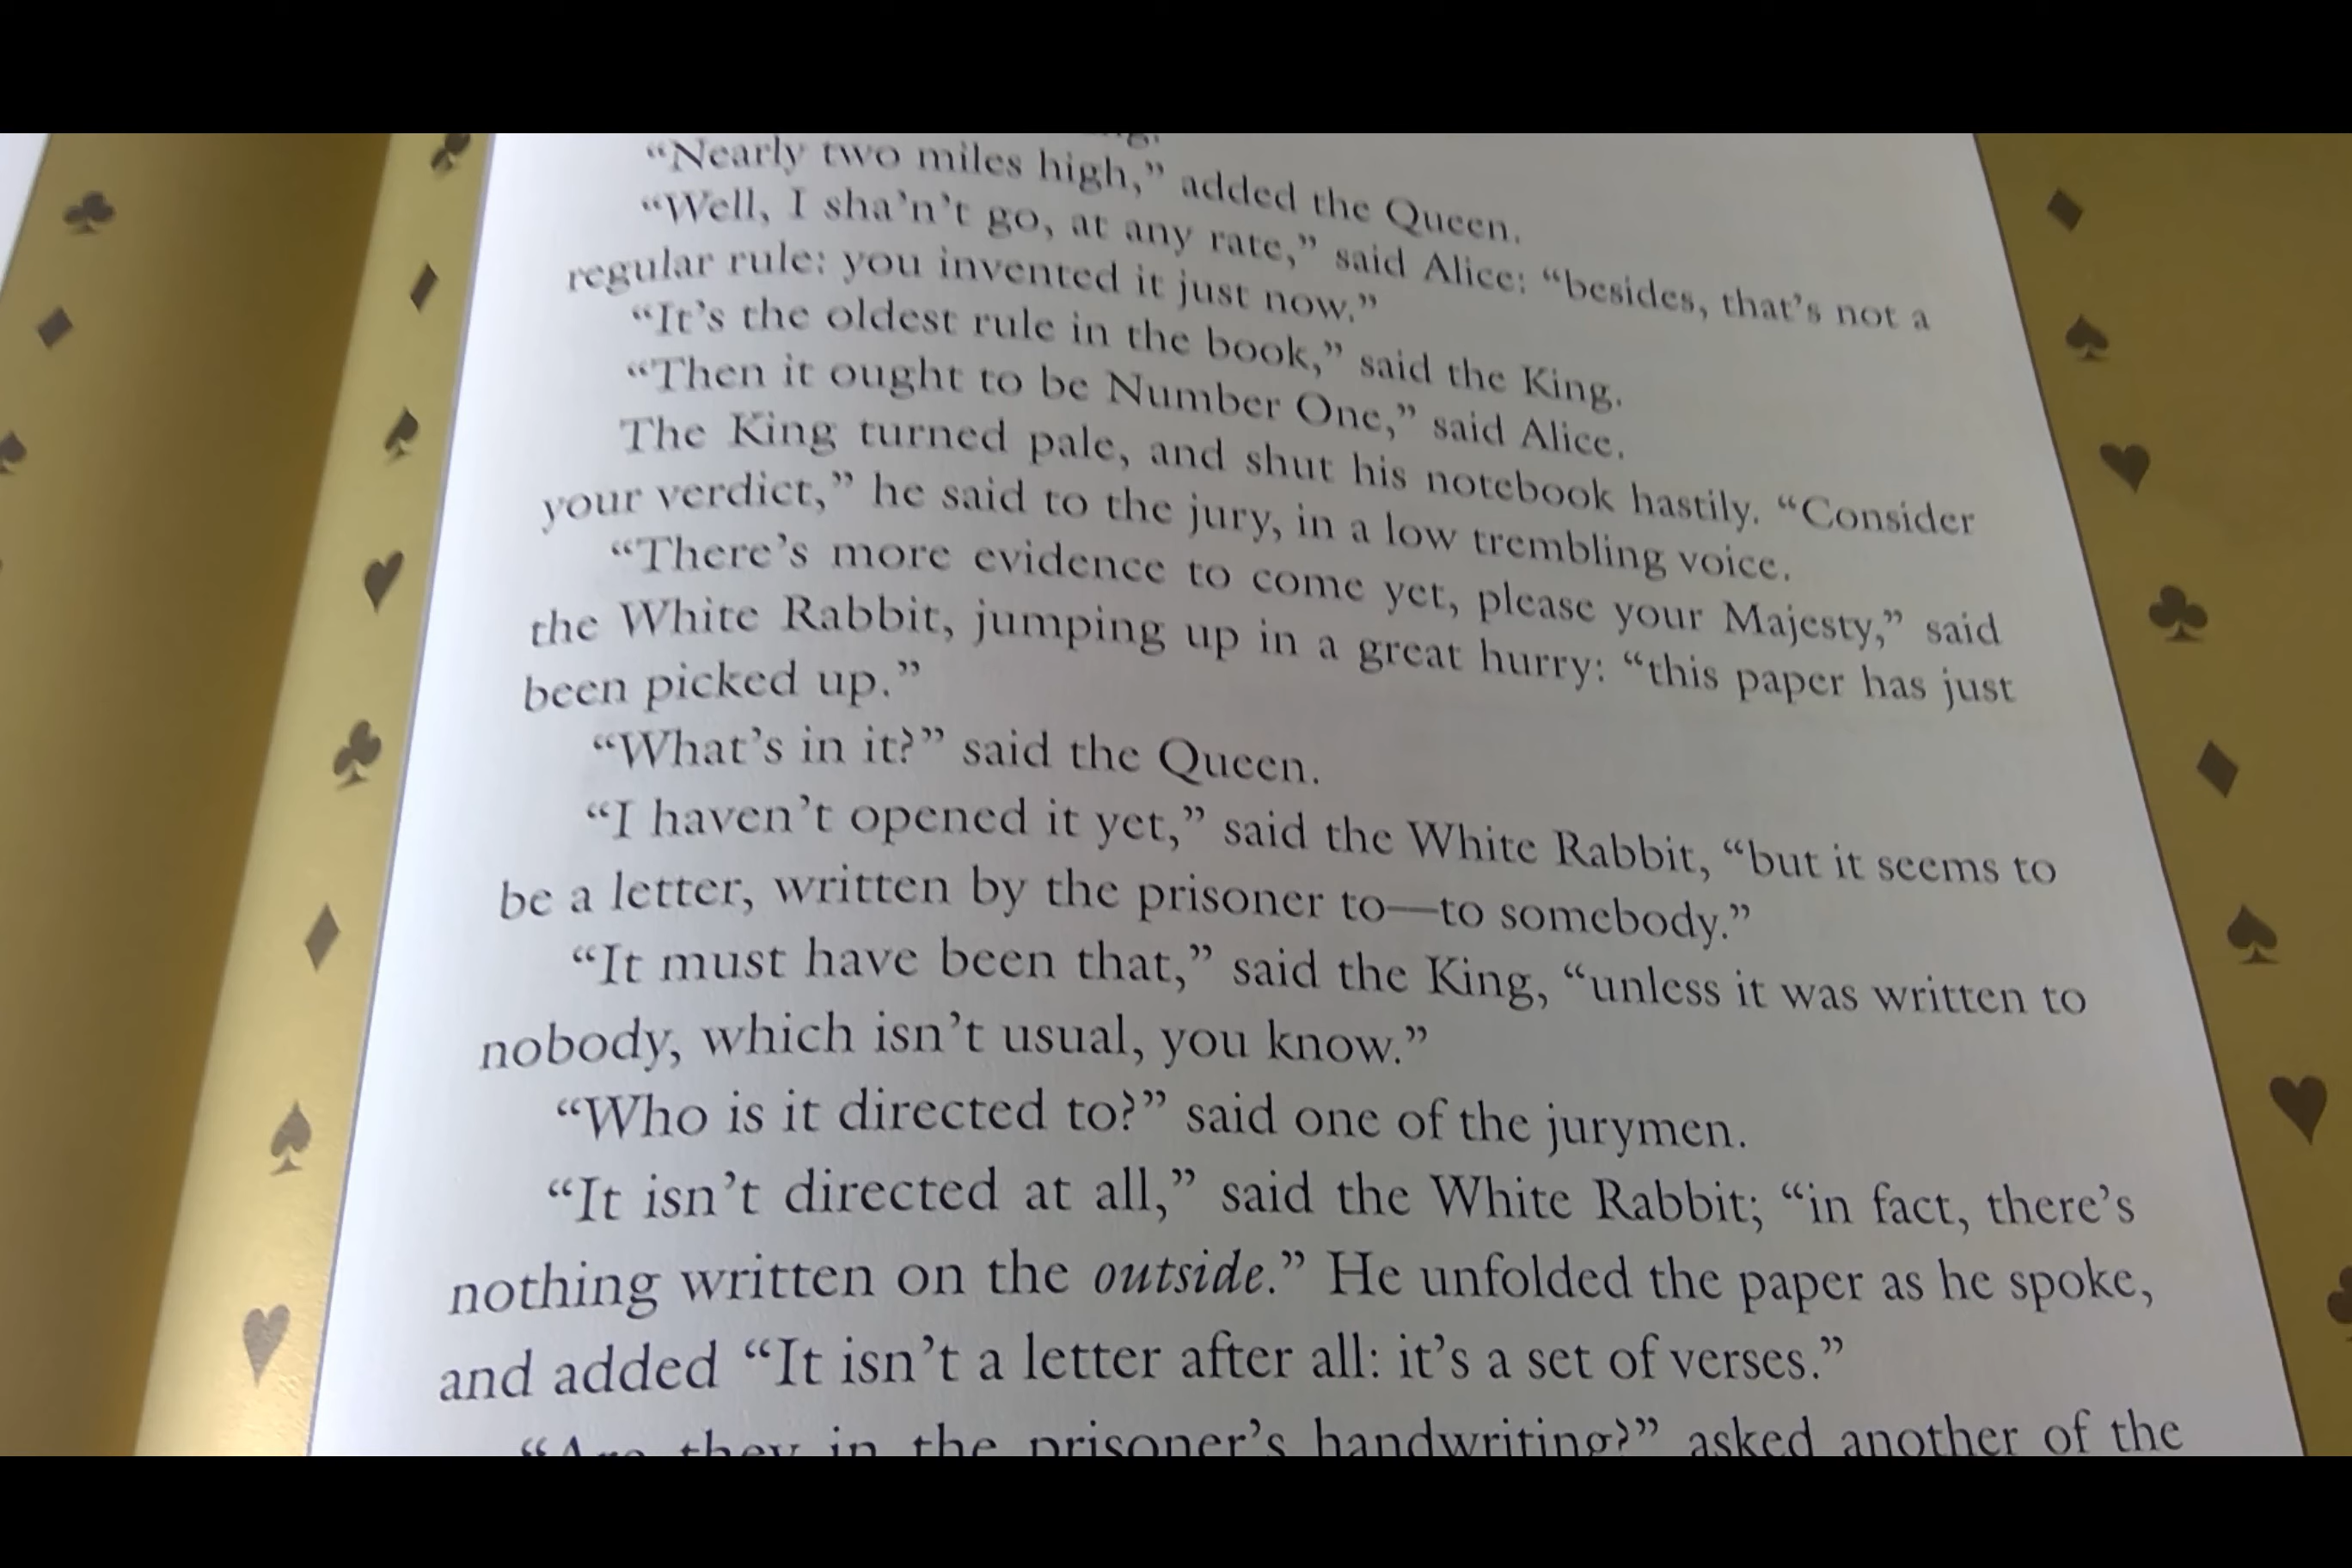 “Nearly two miles high,” added the Queen.
“Well, I sha'n't go, at any rate,” said Alice: “besides, that's not a
regular rule: you invented it just now.”
“It's the oldest rule in the book,” said the King.
“Then it ought to be Number One,” said Alice.
The King turned pale, and shut his notebook hastily. “Consider
your verdict,” he said to the jury, in a low trembling voice.
“There's more evidence to come yet, please your Majesty,” said
the White Rabbit, jumping up in a great hurry: “this paper has just
been picked up.”
“What's in it?” said the Queen.
“I haven't opened it yet,” said the White Rabbit, “but it seems to
be a letter, written by the prisoner to—to somebody.”
“It must have been that,” said the King, “unless it was written to
nobody, which isn't usual, you know.”
“Who is it directed to?” said one of the jurymen.
“It isn't directed at all,” said the White Rabbit; “in fact, there's
nothing written on the outside.” He unfolded the paper as he spoke,
and added “It isn't a letter after all: it's a set of verses.”
“Are they in the prisoner's handwriting?” asked another of the